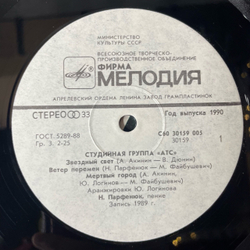 МИНИСТЕРСТВО
КУЛЬТУРЫ СССР
ВСЕСОЮЗНОЕ ТВОРЧЕСКО-
ПРОИЗВОДСТВЕННОЕ ОБЪЕДИНЕНИЕ
ФИРМА
МЕЛОДИЯ
АПРЕЛЕВСКИЙ ОРДЕНА ЛЕНИНА ЗАВОД ГРАМПЛАСТИНОК
СТЕРЕО 33
Год выпуска 1990
ГОСТ 5289-88
Гр. 3. 2-25
С60 30159 005
30159 1
СТУДИЙНАЯ ГРУППА «АТС»
Звездный свет (А. Акинин — В. Дюнин)
Ветер перемен (Н. Парфенюк — М. Файбушевич)
Мертвый город (А. Акинин,
Ю. Логинов — М. Файбушевич)
Аранжировки Ю. Логинова
Н. Парфенюк, пение
Запись 1989 г.